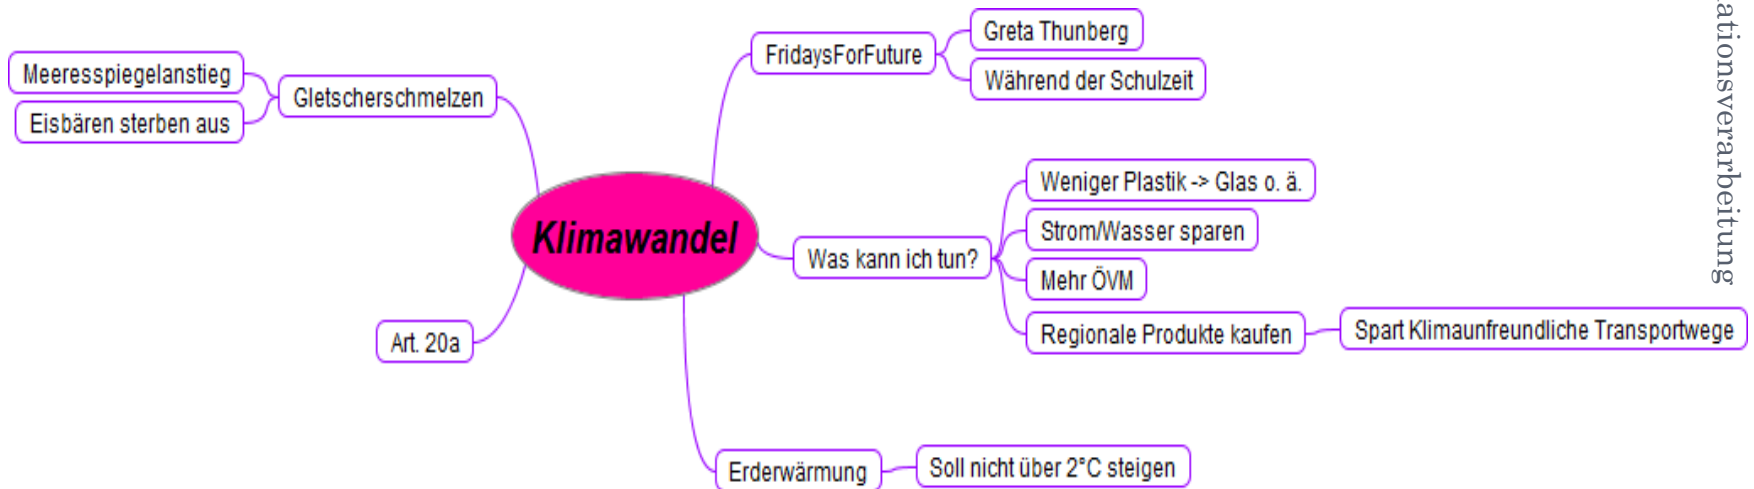 Klimawandel
Gletscherschmelzen
Meeresspiegelanstieg
Eisbären sterben aus
Art. 20a
FridaysForFuture
Greta Thunberg
Während der Schulzeit
Was kann ich tun?
Weniger Plastik -> Glas o. ä.
Strom/Wasser sparen
Mehr ÖVM
Regionale Produkte kaufen
Spart Klimaunfreundliche Transportwege
Erderwärmung
Soll nicht über 2°C steigen
ationsverarbeitung